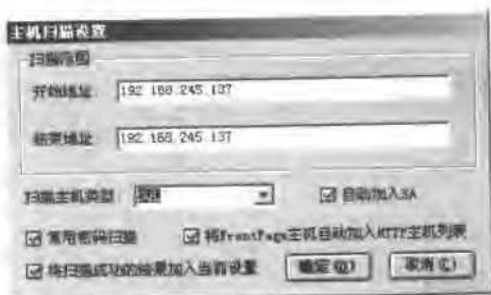 主机扫描设置
扫描范围
开始地址 192.168.245.137
结束地址 192.168.245.137
扫描主机类型 自动加入SA
常用密码扫描 将FrontPage主机自动加入HTTP主机列表
将扫描成功的结果加入当前设置 确定(O) 取消(C)